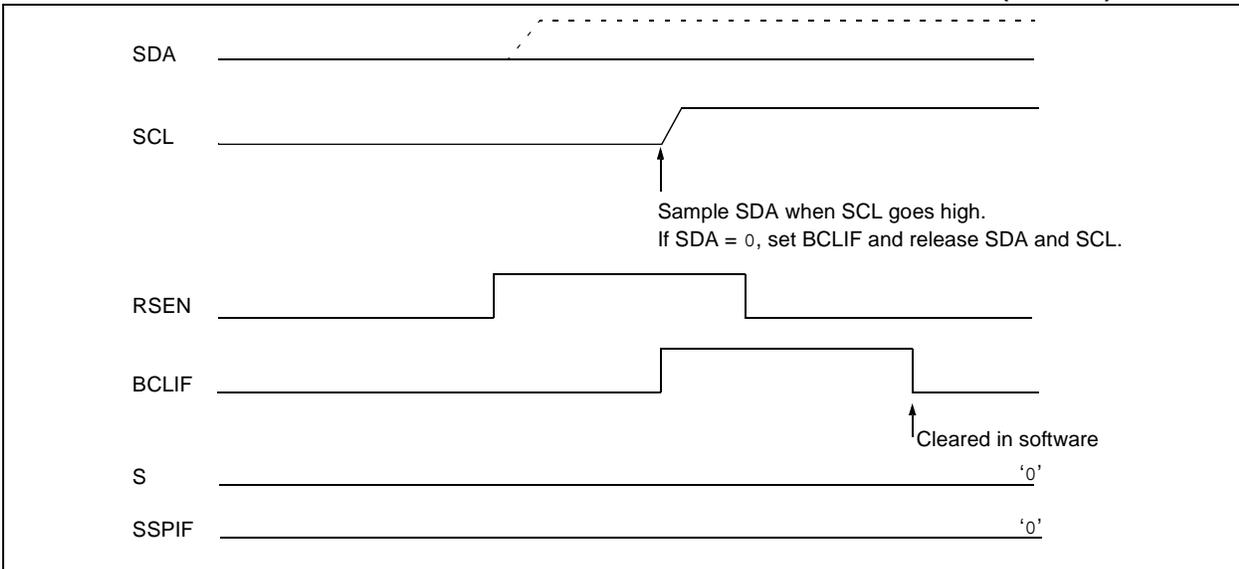 SDA
SCL
Sample SDA when SCL goes high.
If SDA = 0, set BCLIF and release SDA and SCL.
RSEN
BCLIF
Cleared in software
S
‘0’
SSPIF
‘0’